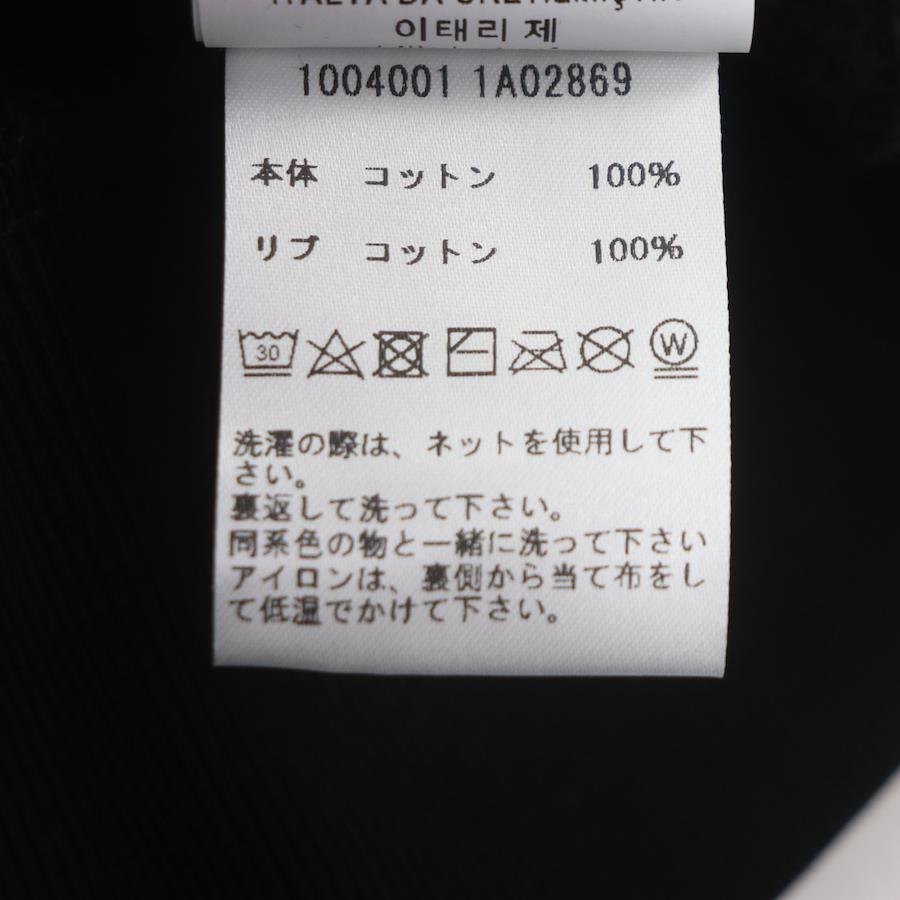 이태리 제
1004001 1A02869
本体 コットン 100%
リブ コットン 100%
30 W
洗濯の際は、ネットを使用して下
さい。
裏返して洗って下さい。
同系色の物と一緒に洗って下さい
アイロンは、裏側から当て布をし
て低温でかけて下さい。